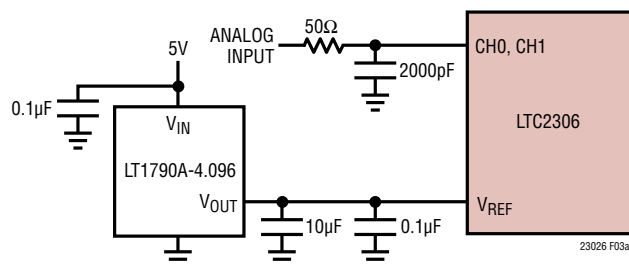 5V
0.1µF
VIN
LT1790A-4.096
VOUT
ANALOG
INPUT
50Ω
2000pF
10µF
0.1µF
CH0, CH1
LTC2306
VREF
23026 F03a